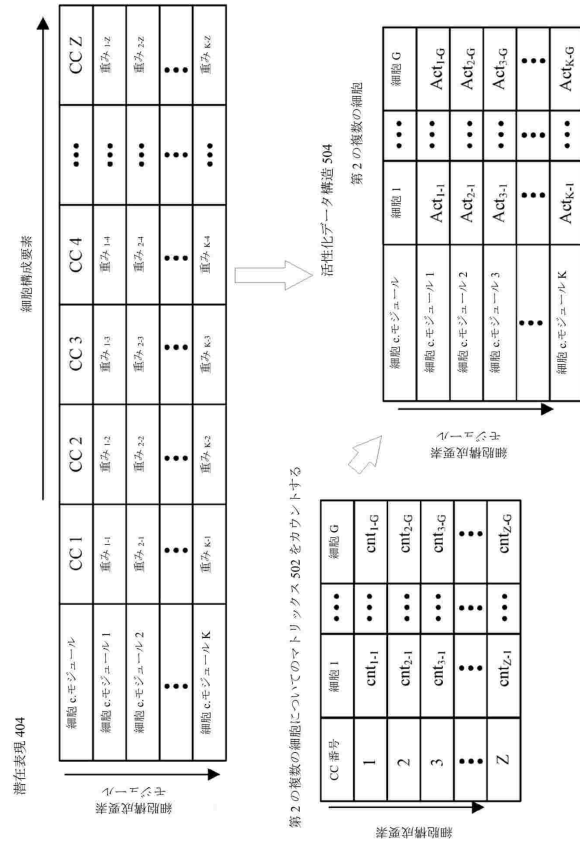 潜在表現 404
細胞構成要素
細胞構成要素
モジュール
細胞 c.モジュール CC 1 CC 2 CC 3 CC 4 ••• CC Z
細胞 c.モジュール 1 重み 1-1 重み 1-2 重み 1-3 重み 1-4 ••• 重み 1-Z
細胞 c.モジュール 2 重み 2-1 重み 2-2 重み 2-3 重み 2-4 ••• 重み 2-Z
••• ••• ••• ••• ••• ••• •••
細胞 c.モジュール K 重み K-1 重み K-2 重み K-3 重み K-4 ••• 重み K-Z
第 2 の複数の細胞についてのマトリックス 502 をカウントする
細胞構成要素
CC 番号 細胞 1 ••• 細胞 G
1 cnt1-1 ••• cnt1-G
2 cnt2-1 ••• cnt2-G
3 cnt3-1 ••• cnt3-G
••• ••• ••• •••
Z cntZ-1 ••• cntZ-G
活性化データ構造 504
第 2 の複数の細胞
細胞構成要素
モジュール
細胞 c.モジュール 細胞 1 ••• 細胞 G
細胞 c.モジュール 1 Act1-1 ••• Act1-G
細胞 c.モジュール 2 Act2-1 ••• Act2-G
細胞 c.モジュール 3 Act3-1 ••• Act3-G
••• ••• ••• •••
細胞 c.モジュール K ActK-1 ••• ActK-G